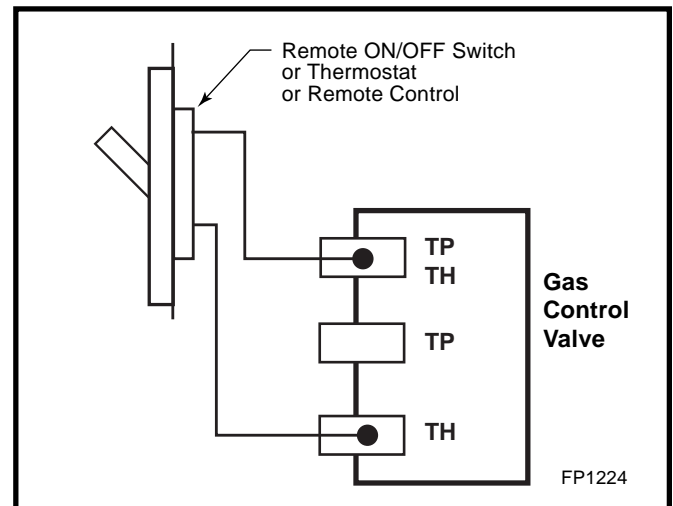 Remote ON/OFF Switch
or Thermostat
or Remote Control
TP
TH
Gas
Control
Valve
TP
TH
FP1224